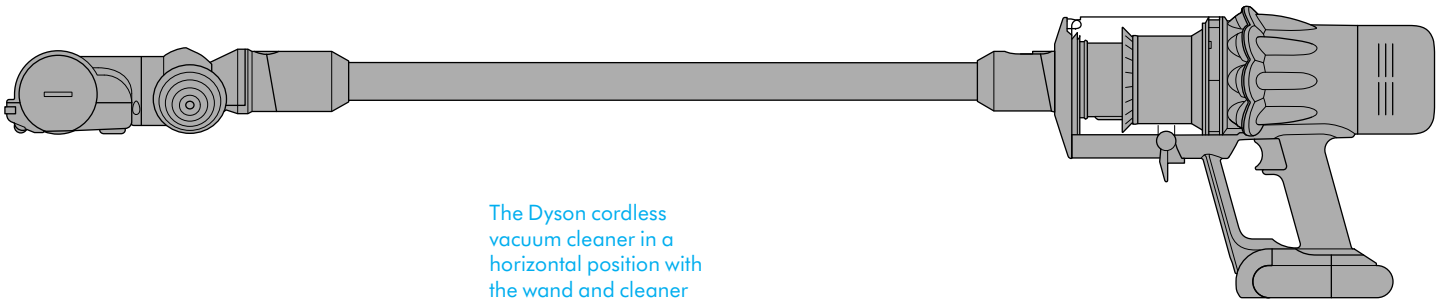 The Dyson cordless
vacuum cleaner in a
horizontal position with
the wand and cleaner